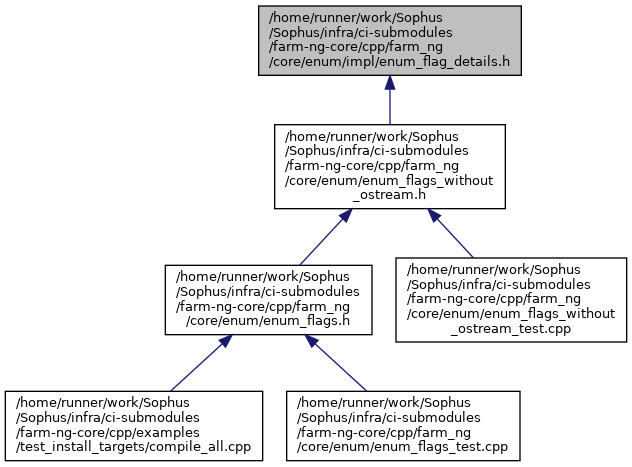 /home/runner/work/Sophus
/Sophus/infra/ci-submodules
/farm-ng-core/cpp/farm_ng
/core/enum/impl/enum_flag_details.h
/home/runner/work/Sophus
/Sophus/infra/ci-submodules
/farm-ng-core/cpp/farm_ng
/core/enum/enum_flags_without
_ostream.h
/home/runner/work/Sophus
/Sophus/infra/ci-submodules
/farm-ng-core/cpp/farm_ng
/core/enum/enum_flags.h
/home/runner/work/Sophus
/Sophus/infra/ci-submodules
/farm-ng-core/cpp/farm_ng
/core/enum/enum_flags_without
_ostream_test.cpp
/home/runner/work/Sophus
/Sophus/infra/ci-submodules
/farm-ng-core/cpp/examples
/test_install_targets/compile_all.cpp
/home/runner/work/Sophus
/Sophus/infra/ci-submodules
/farm-ng-core/cpp/farm_ng
/core/enum/enum_flags_test.cpp